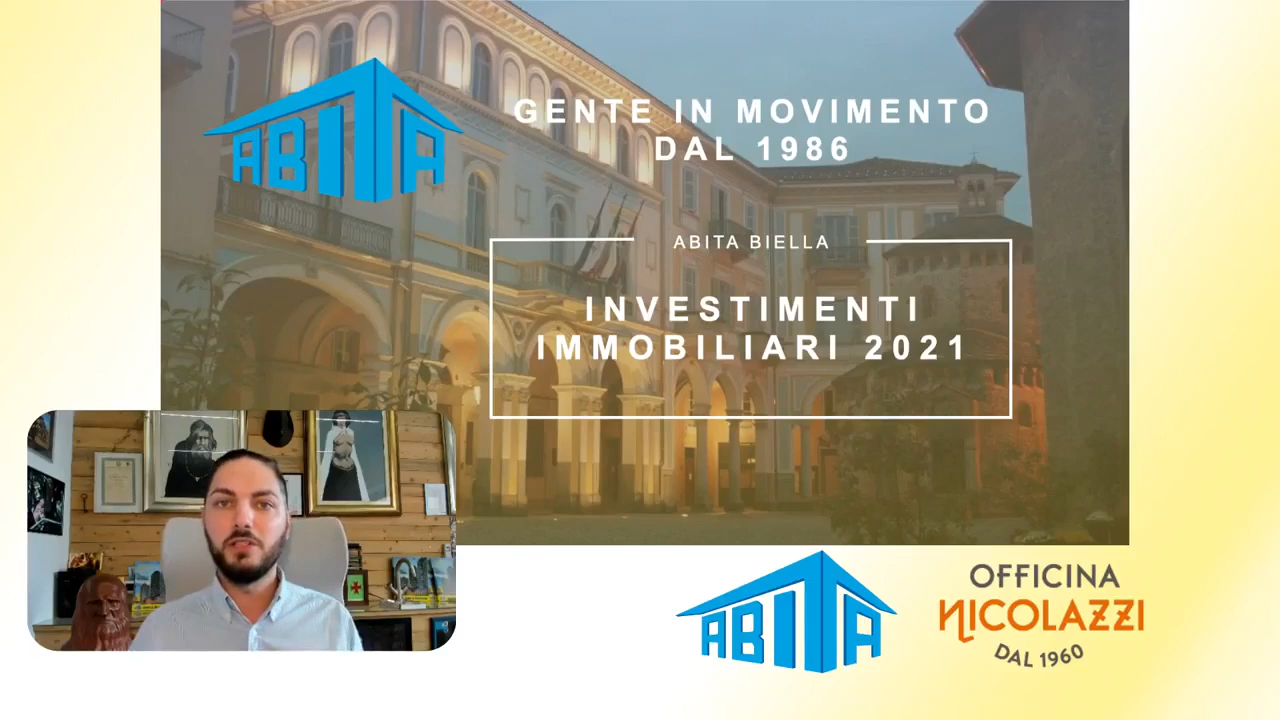 ABITA
GENTE IN MOVIMENTO
DAL 1986
ABITA BIELLA
INVESTIMENTI
IMMOBILIARI 2021
ABITA
OFFICINA
NICOLAZZI
DAL 1960